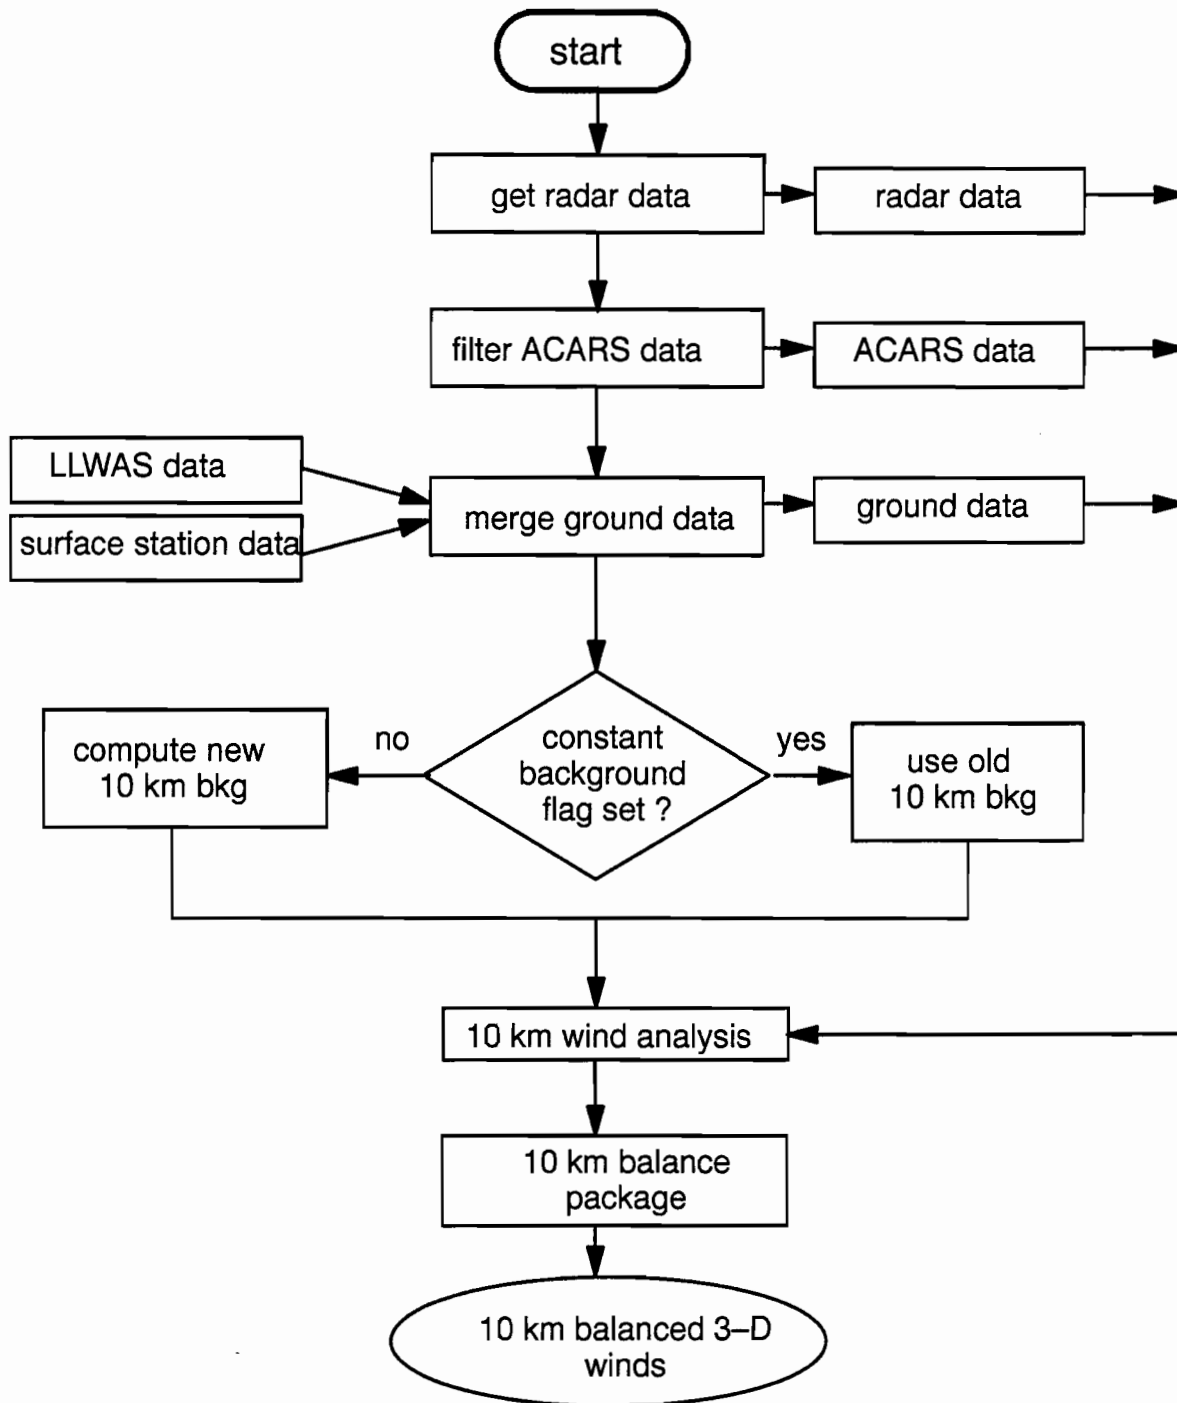 start
get radar data
radar data
filter ACARS data
ACARS data
LLWAS data
surface station data
merge ground data
ground data
compute new
10 km bkg
no
constant
background
flag set ?
yes
use old
10 km bkg
10 km wind analysis
10 km balance
package
10 km balanced 3–D
winds